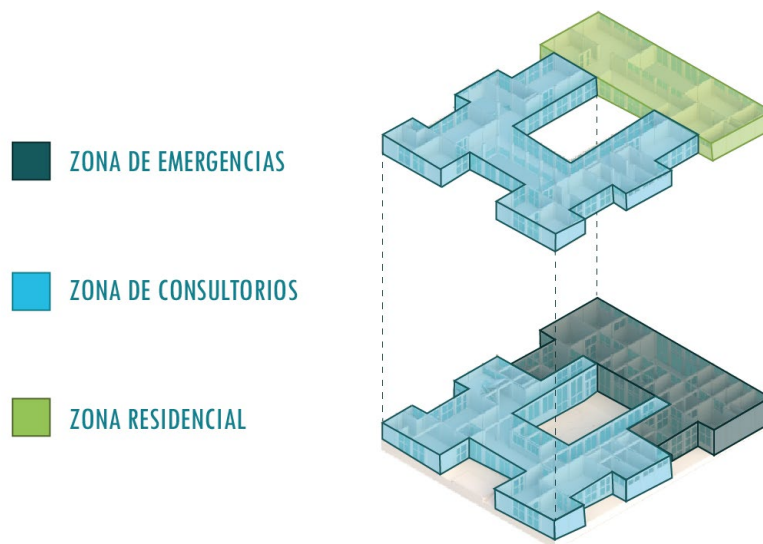 ZONA DE EMERGENCIAS
ZONA DE CONSULTORIOS
ZONA RESIDENCIAL